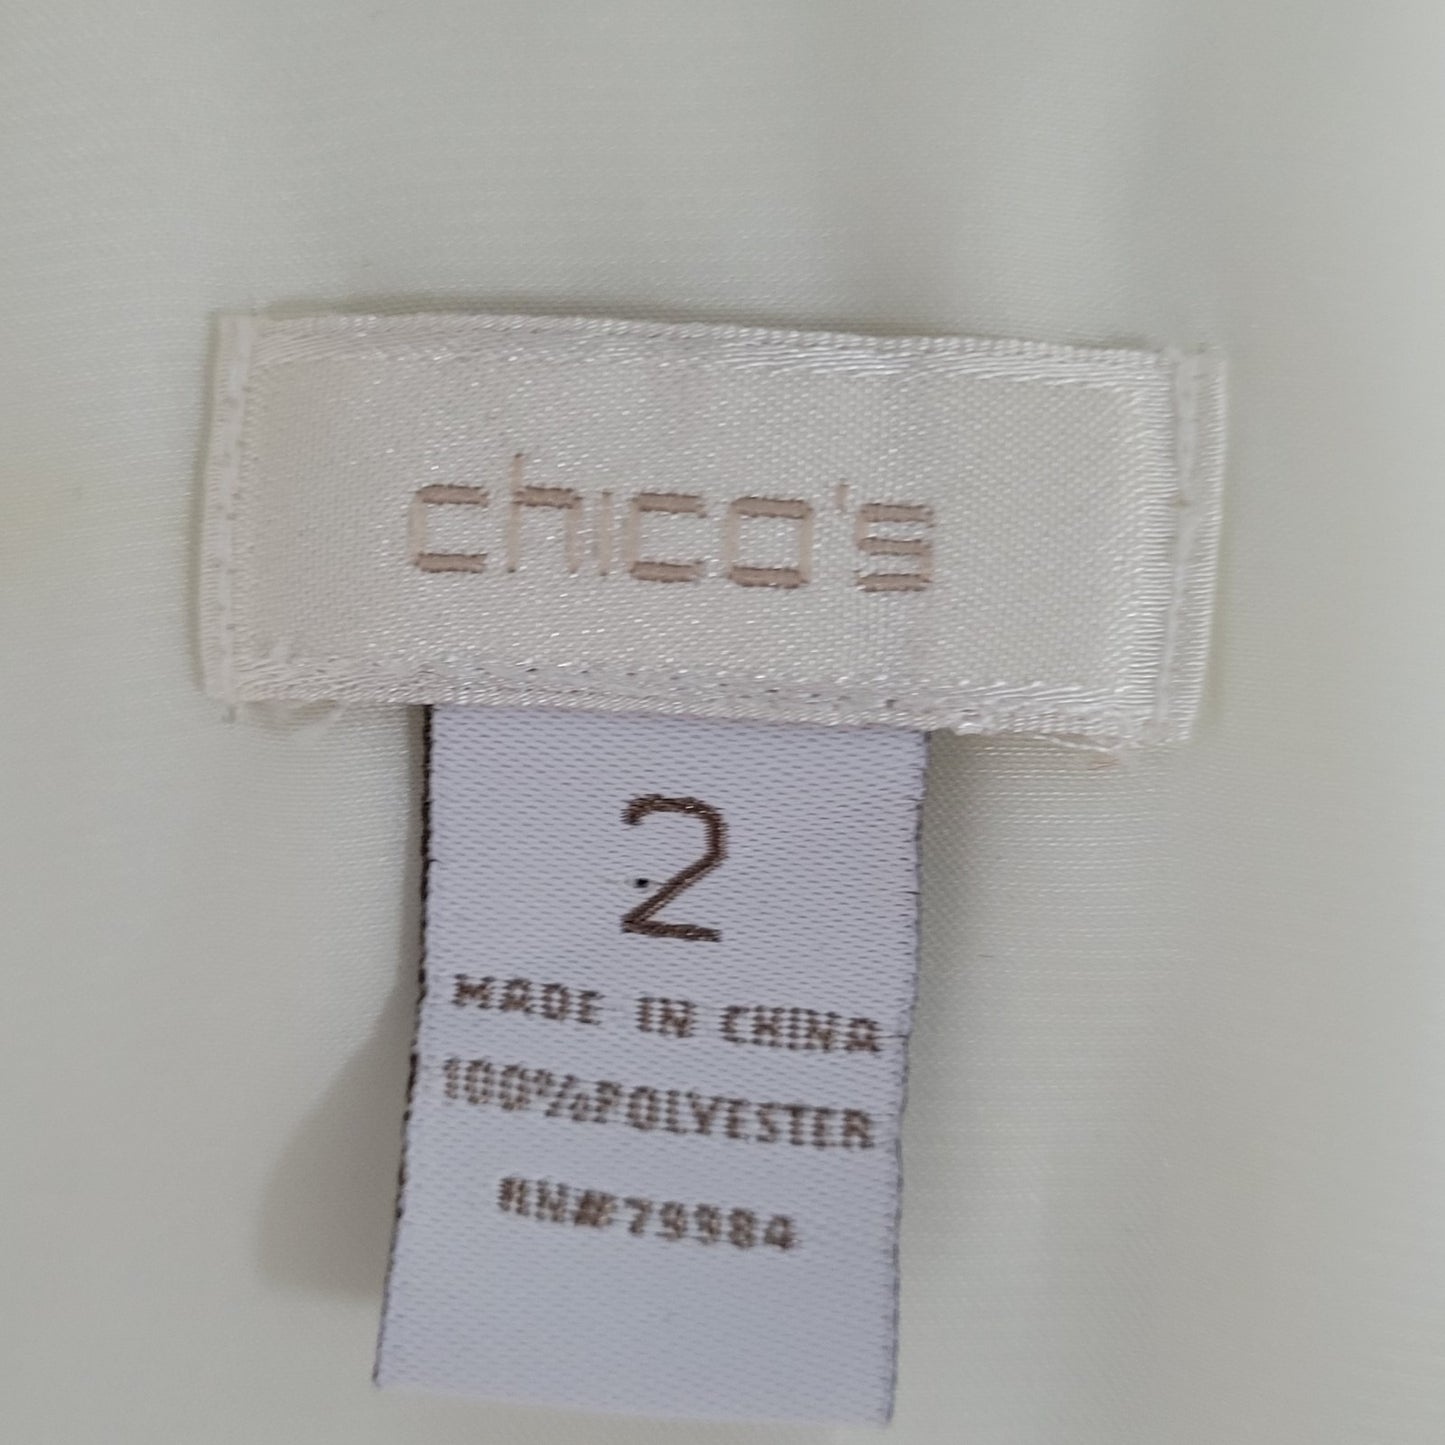 chico's
2
MADE IN CHINA
100%POLYESTER
RN#79984